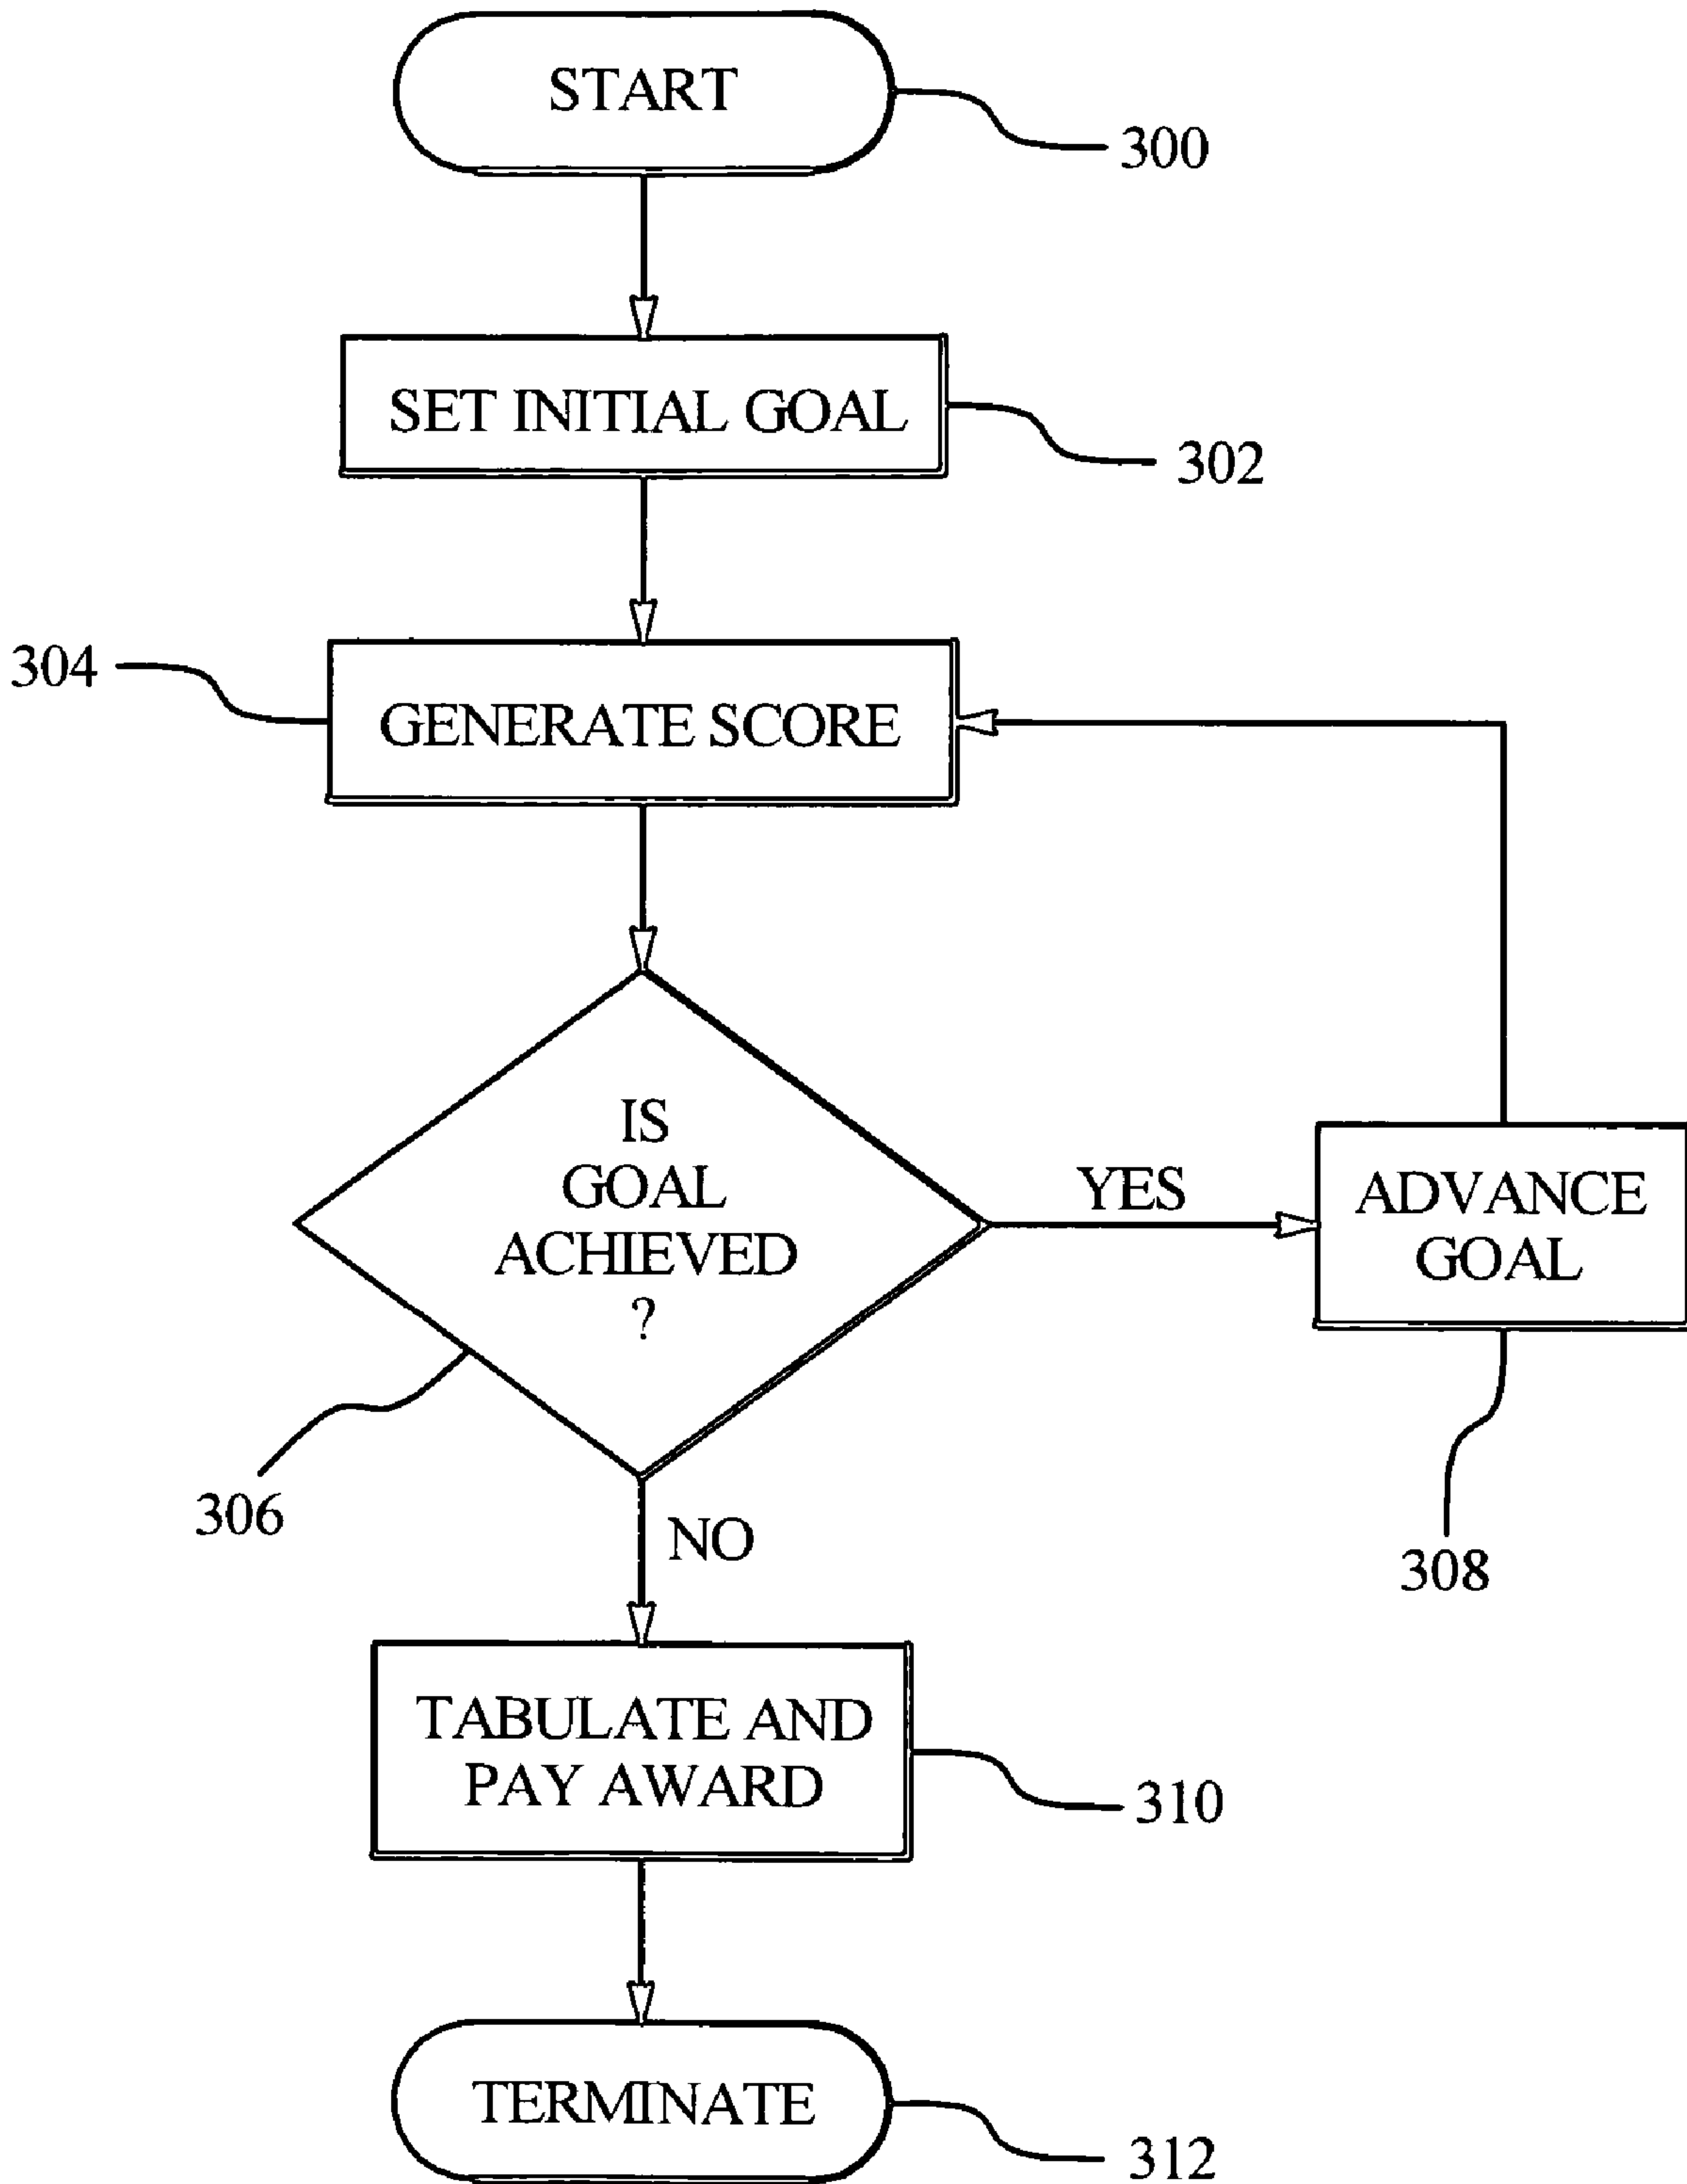 START
300
SET INITIAL GOAL
302
304
GENERATE SCORE
IS
GOAL
ACHIEVED
?
YES
ADVANCE
GOAL
306
NO
308
TABULATE AND
PAY AWARD
310
TERMINATE
312